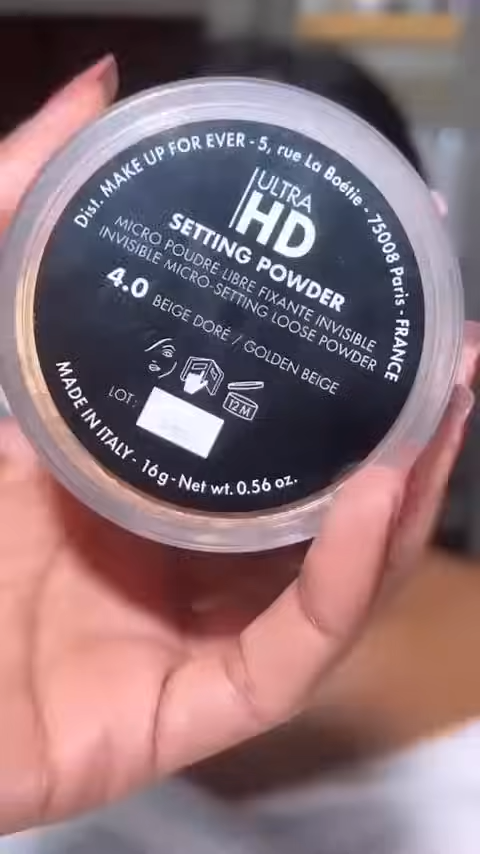 Dist. MAKE UP FOR EVER - 5, rue La Boétie - 75008 Paris - FRANCE
ULTRA
HD
SETTING POWDER
MICRO POUDRE LIBRE FIXANTE INVISIBLE
INVISIBLE MICRO-SETTING LOOSE POWDER
4.0 BEIGE DORÉ / GOLDEN BEIGE
12 M
LOT:
MADE IN ITALY - 16g - Net wt. 0.56 oz.